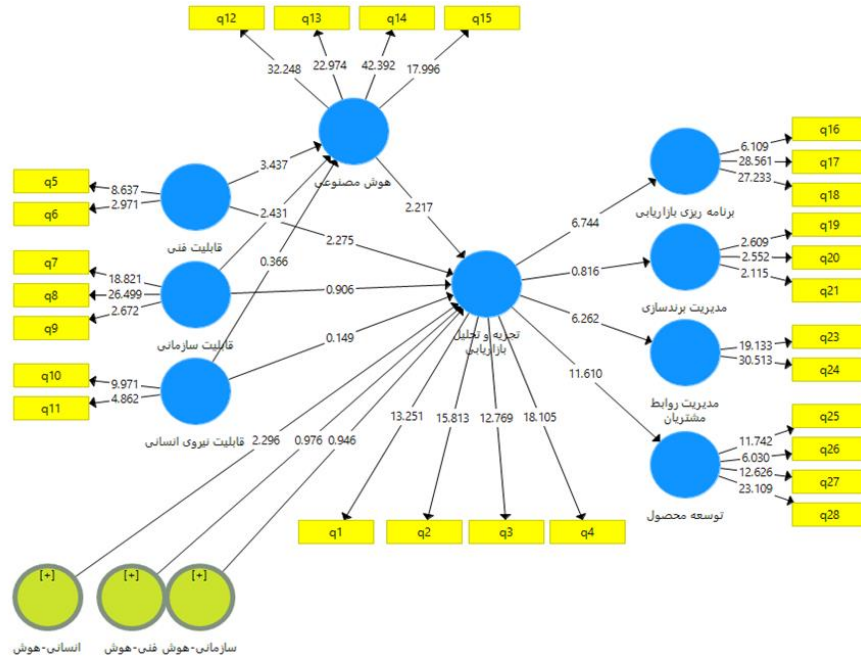 q12
q13
q14
q15
32.248
22.974
42.392
17.996
هوش مصنوعی
q5
q6
8.637
2.971
قابلیت فنی
3.437
2.275
q7
q8
q9
18.821
26.499
2.672
قابلیت سازمانی
2.431
0.906
q10
q11
9.971
4.862
قابلیت نیروی انسانی
0.366
0.149
2.217
تجزیه و تحلیل
بازاریابی
2.296
0.976
0.946
13.251
15.813
12.769
18.105
q1
q2
q3
q4
6.744
0.816
6.262
11.610
برنامه ریزی بازاریابی
6.109
28.561
27.233
q16
q17
q18
مدیریت برندسازی
2.609
2.552
2.115
q19
q20
q21
مدیریت روابط
مشتریان
19.133
30.513
q23
q24
توسعه محصول
11.742
6.030
12.626
23.109
q25
q26
q27
q28
[+]
[+]
[+]
انسانی-هوش
فنی-هوش
سازمانی-هوش